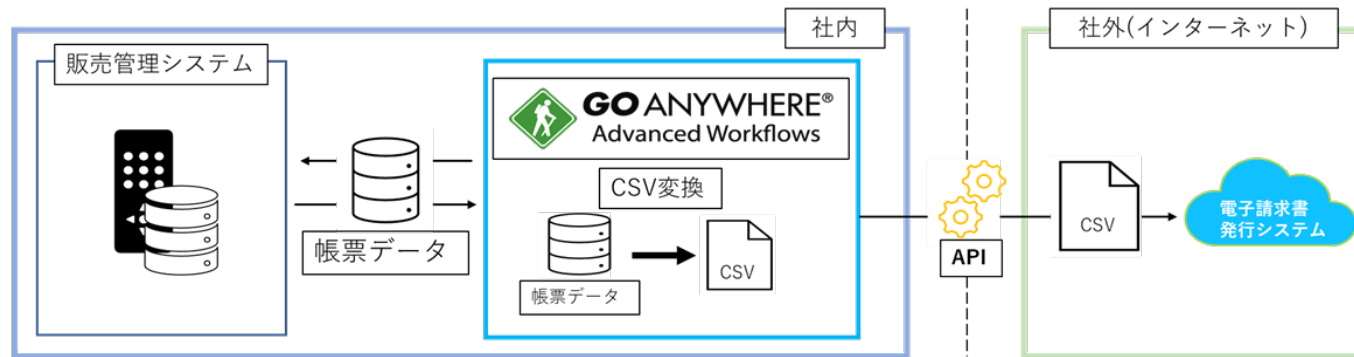 社内
社外(インターネット)
販売管理システム
GO ANYWHERE®
Advanced Workflows
CSV変換
帳票データ
帳票データ
CSV
API
CSV
電子請求書
発行システム